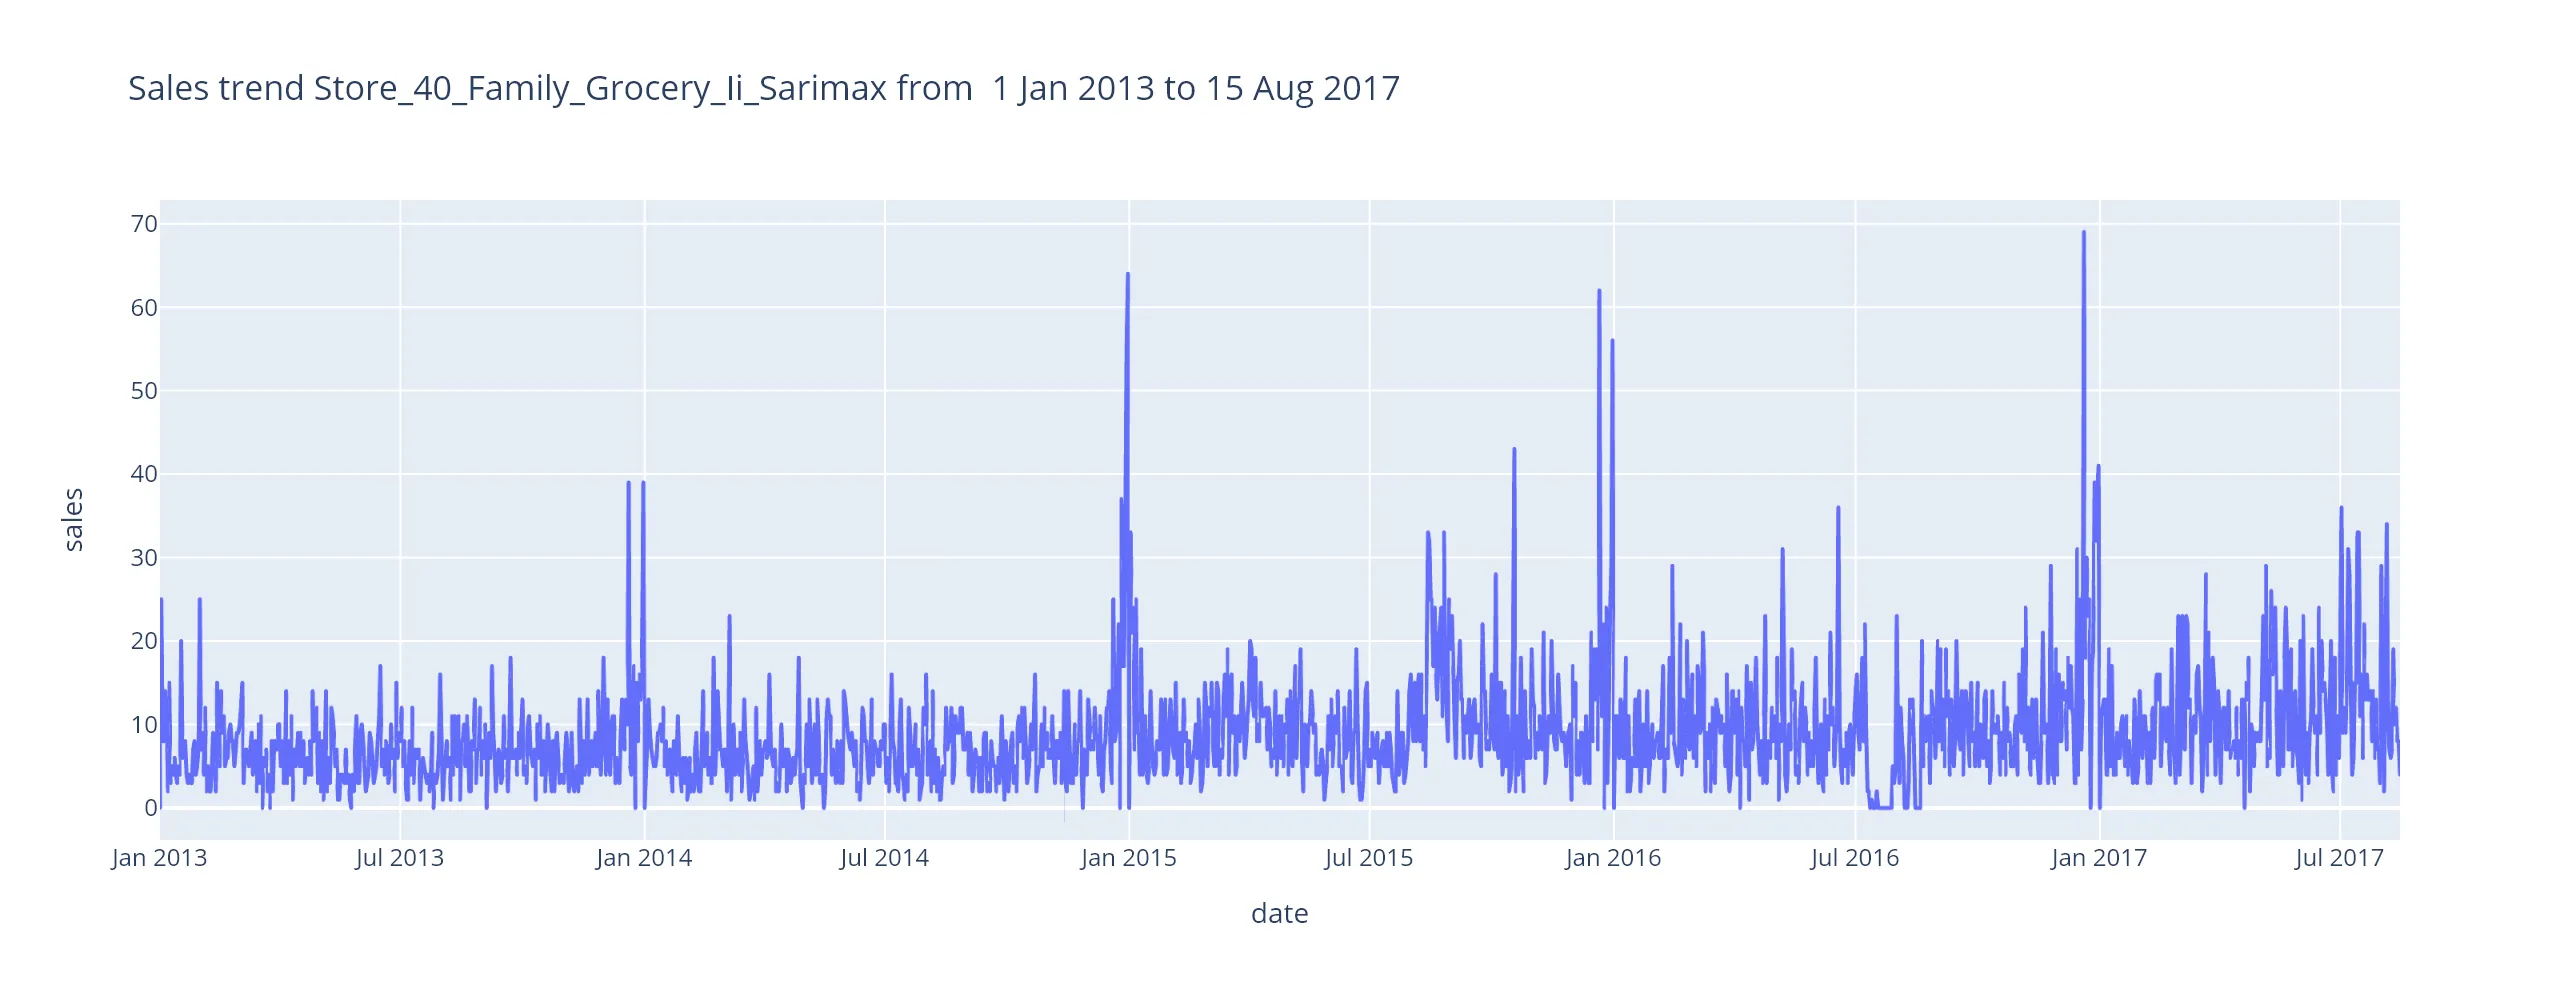 Sales trend Store_40_Family_Grocery_Ii_Sarimax from  1 Jan 2013 to 15 Aug 2017
70
60
50
40
30
20
10
0
sales
Jan 2013 Jul 2013 Jan 2014 Jul 2014 Jan 2015 Jul 2015 Jan 2016 Jul 2016 Jan 2017 Jul 2017
date